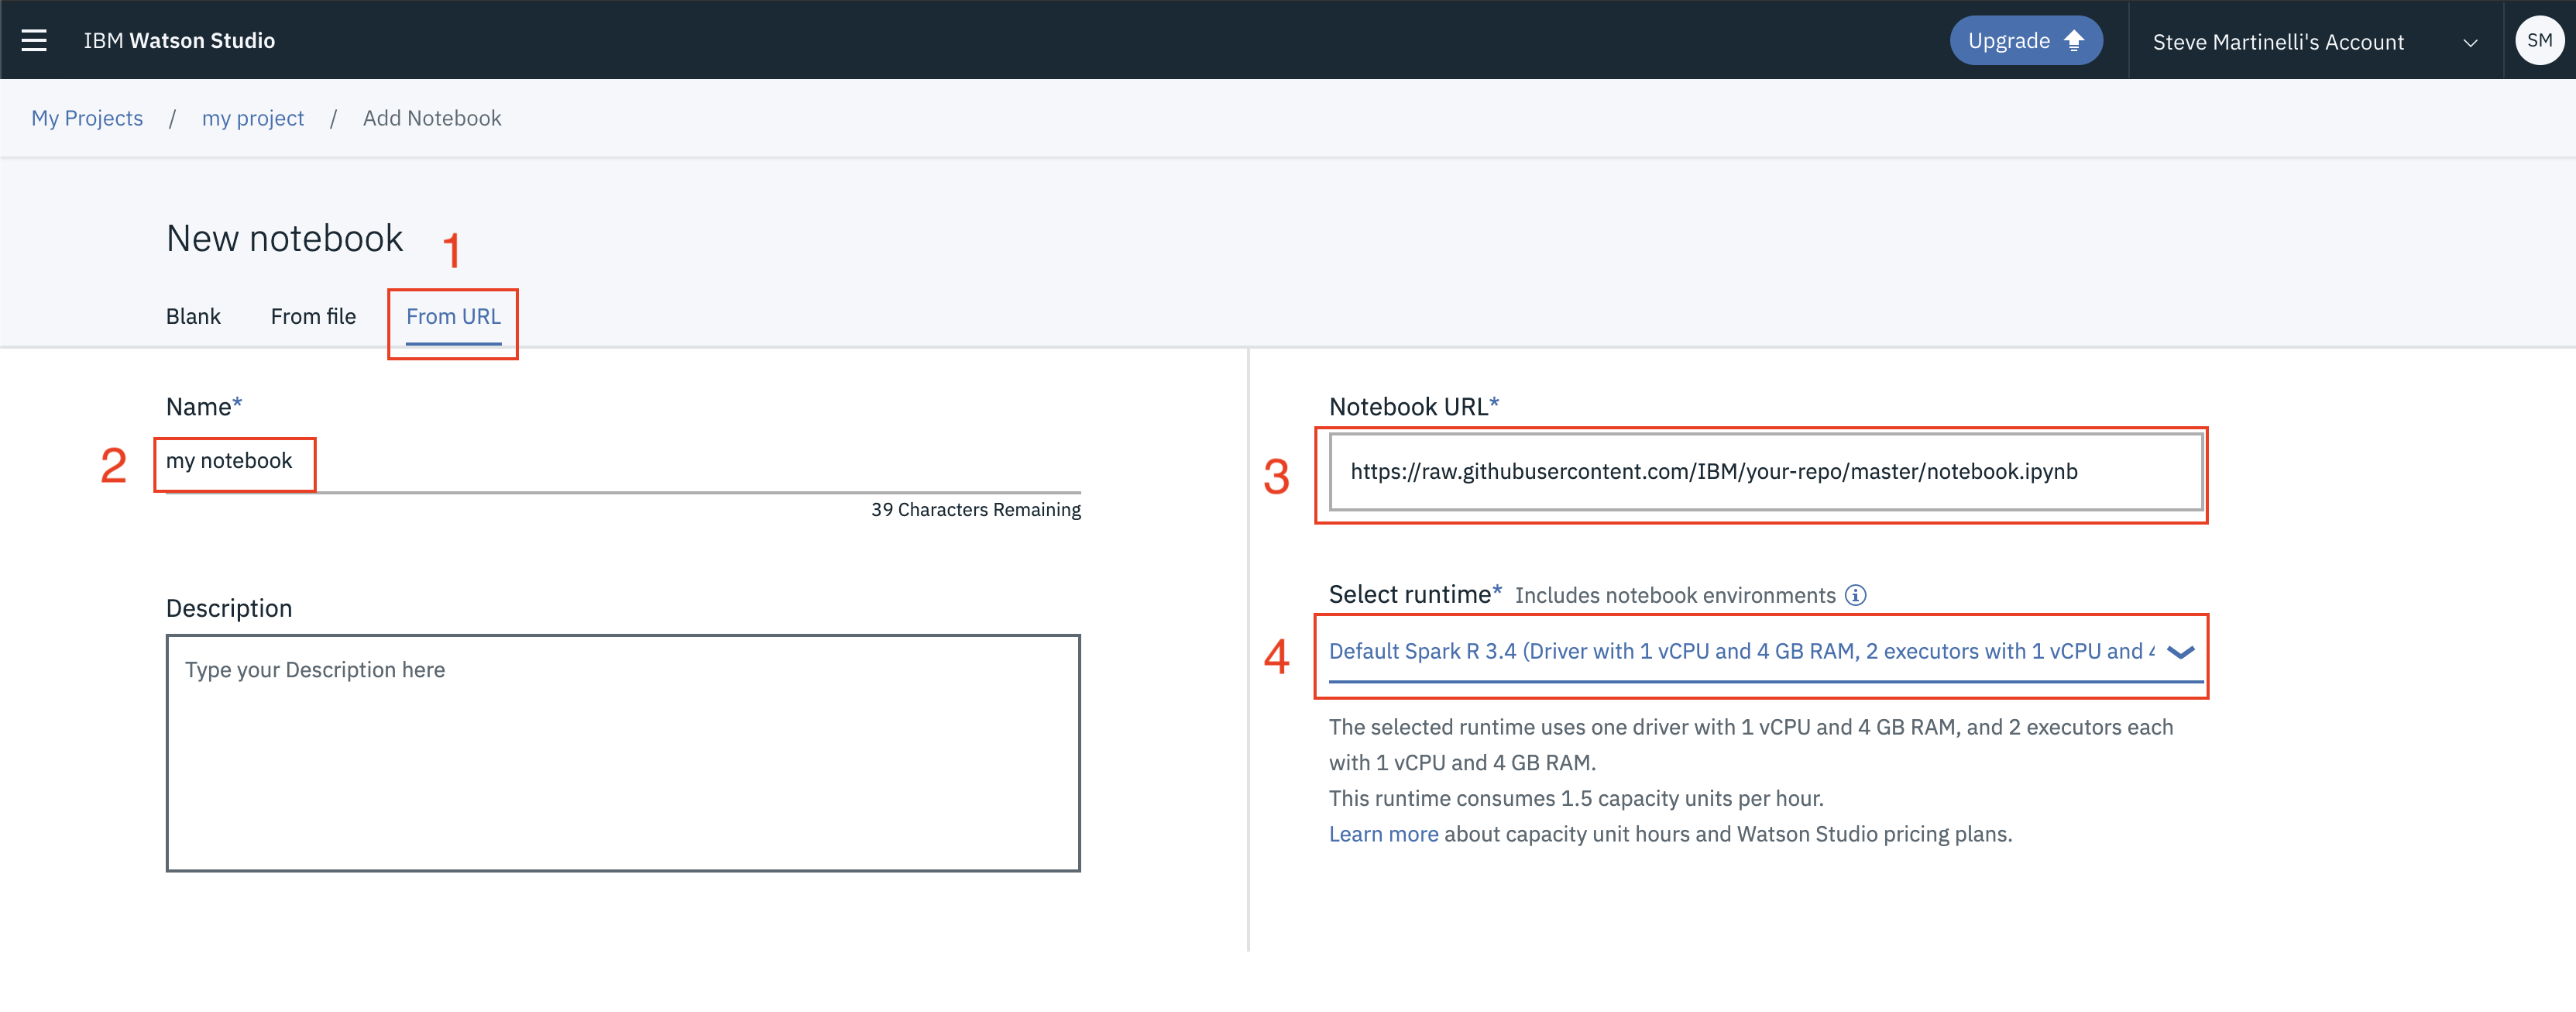 IBM Watson Studio
Upgrade
Steve Martinelli's Account
SM
My Projects / my project / Add Notebook
New notebook
1
Blank From file From URL
Name*
2
my notebook
39 Characters Remaining
Description
Type your Description here
Notebook URL*
3
https://raw.githubusercontent.com/IBM/your-repo/master/notebook.ipynb
Select runtime* Includes notebook environments
4
Default Spark R 3.4 (Driver with 1 vCPU and 4 GB RAM, 2 executors with 1 vCPU and
The selected runtime uses one driver with 1 vCPU and 4 GB RAM, and 2 executors each
with 1 vCPU and 4 GB RAM.
This runtime consumes 1.5 capacity units per hour.
Learn more about capacity unit hours and Watson Studio pricing plans.